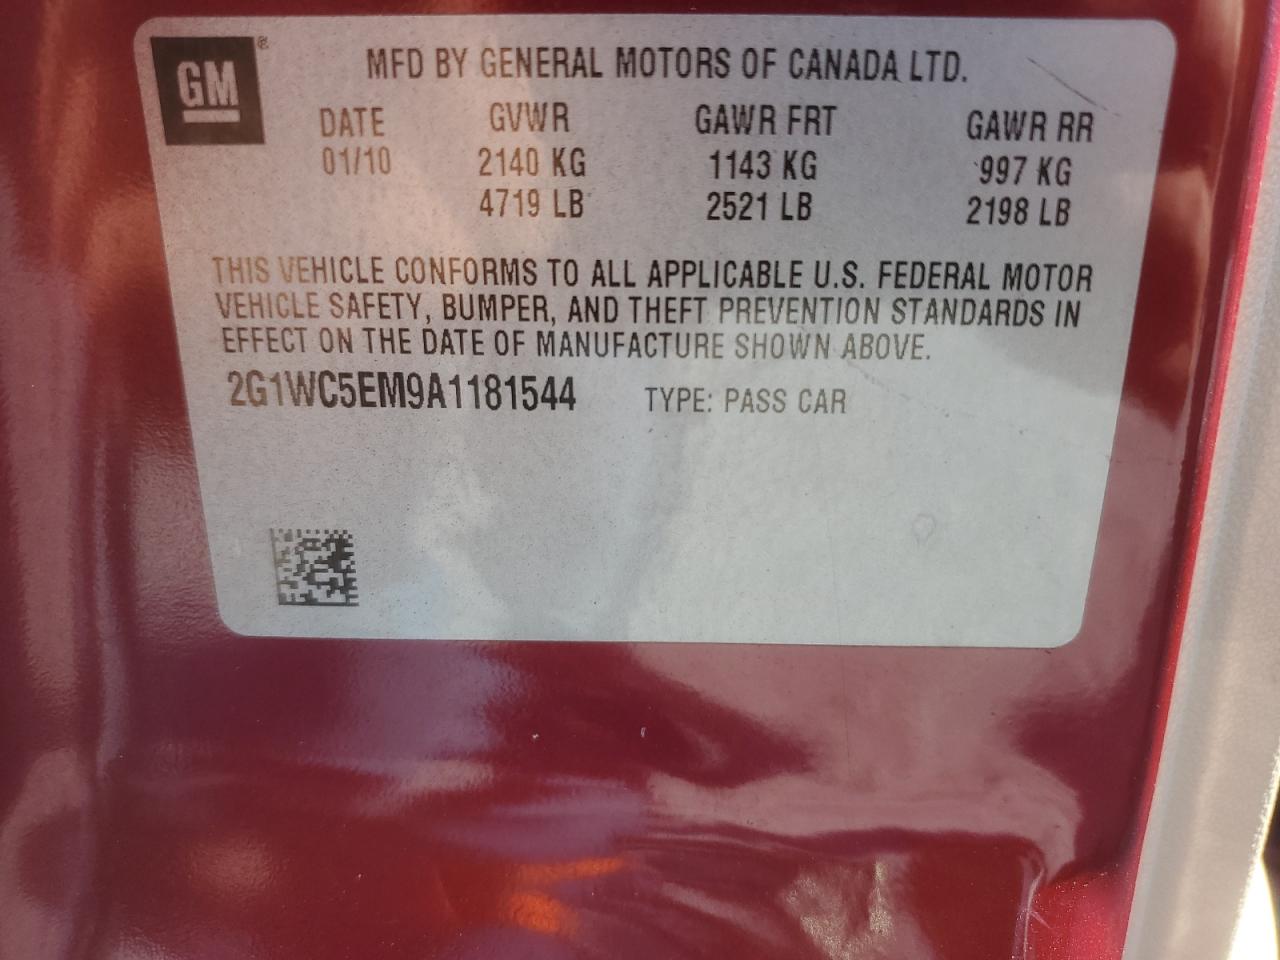 GM®
MFD BY GENERAL MOTORS OF CANADA LTD.
DATE GVWR GAWR FRT GAWR RR
01/10 2140 KG 1143 KG 997 KG
4719 LB 2521 LB 2198 LB
THIS VEHICLE CONFORMS TO ALL APPLICABLE U.S. FEDERAL MOTOR
VEHICLE SAFETY, BUMPER, AND THEFT PREVENTION STANDARDS IN
EFFECT ON THE DATE OF MANUFACTURE SHOWN ABOVE.
2G1WC5EM9A1181544 TYPE: PASS CAR